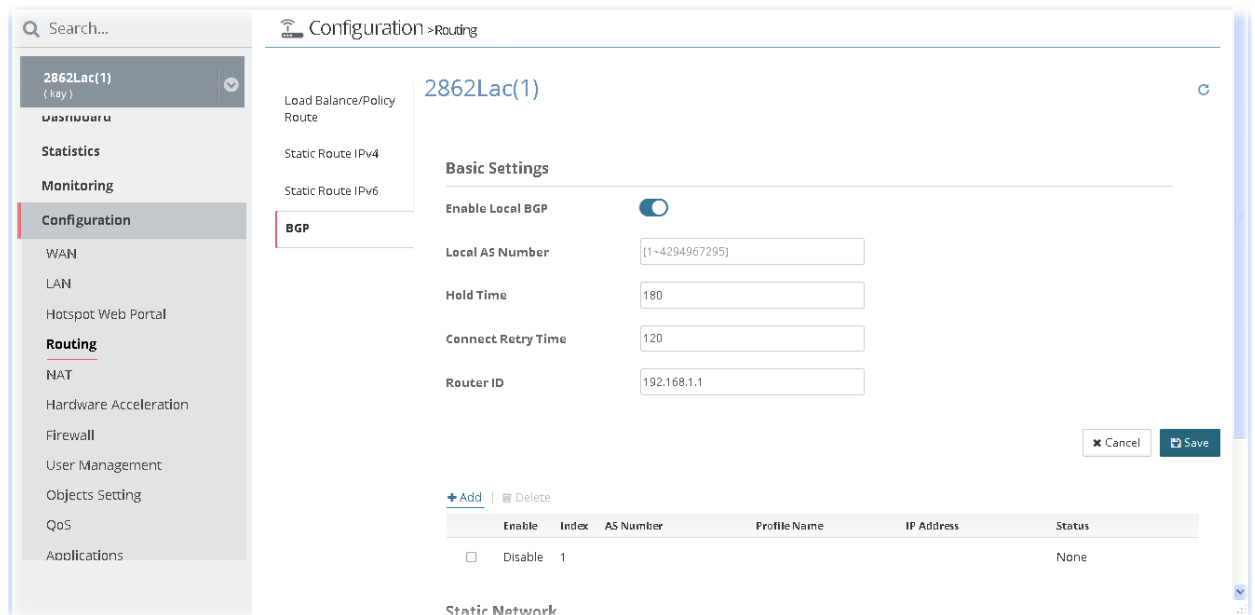 Search...
Configuration >Routing
2862Lac(1)
( kay )
Dashboard
Statistics
Monitoring
Configuration
WAN
LAN
Hotspot Web Portal
Routing
NAT
Hardware Acceleration
Firewall
User Management
Objects Setting
QoS
Applications
Load Balance/Policy
Route
Static Route IPv4
Static Route IPv6
BGP
2862Lac(1)
Basic Settings
Enable Local BGP
Local AS Number (1~4294967295)
Hold Time 180
Connect Retry Time 120
Router ID 192.168.1.1
Cancel Save
Add | Delete
Enable Index AS Number Profile Name IP Address Status
Disable 1 None
Static Network